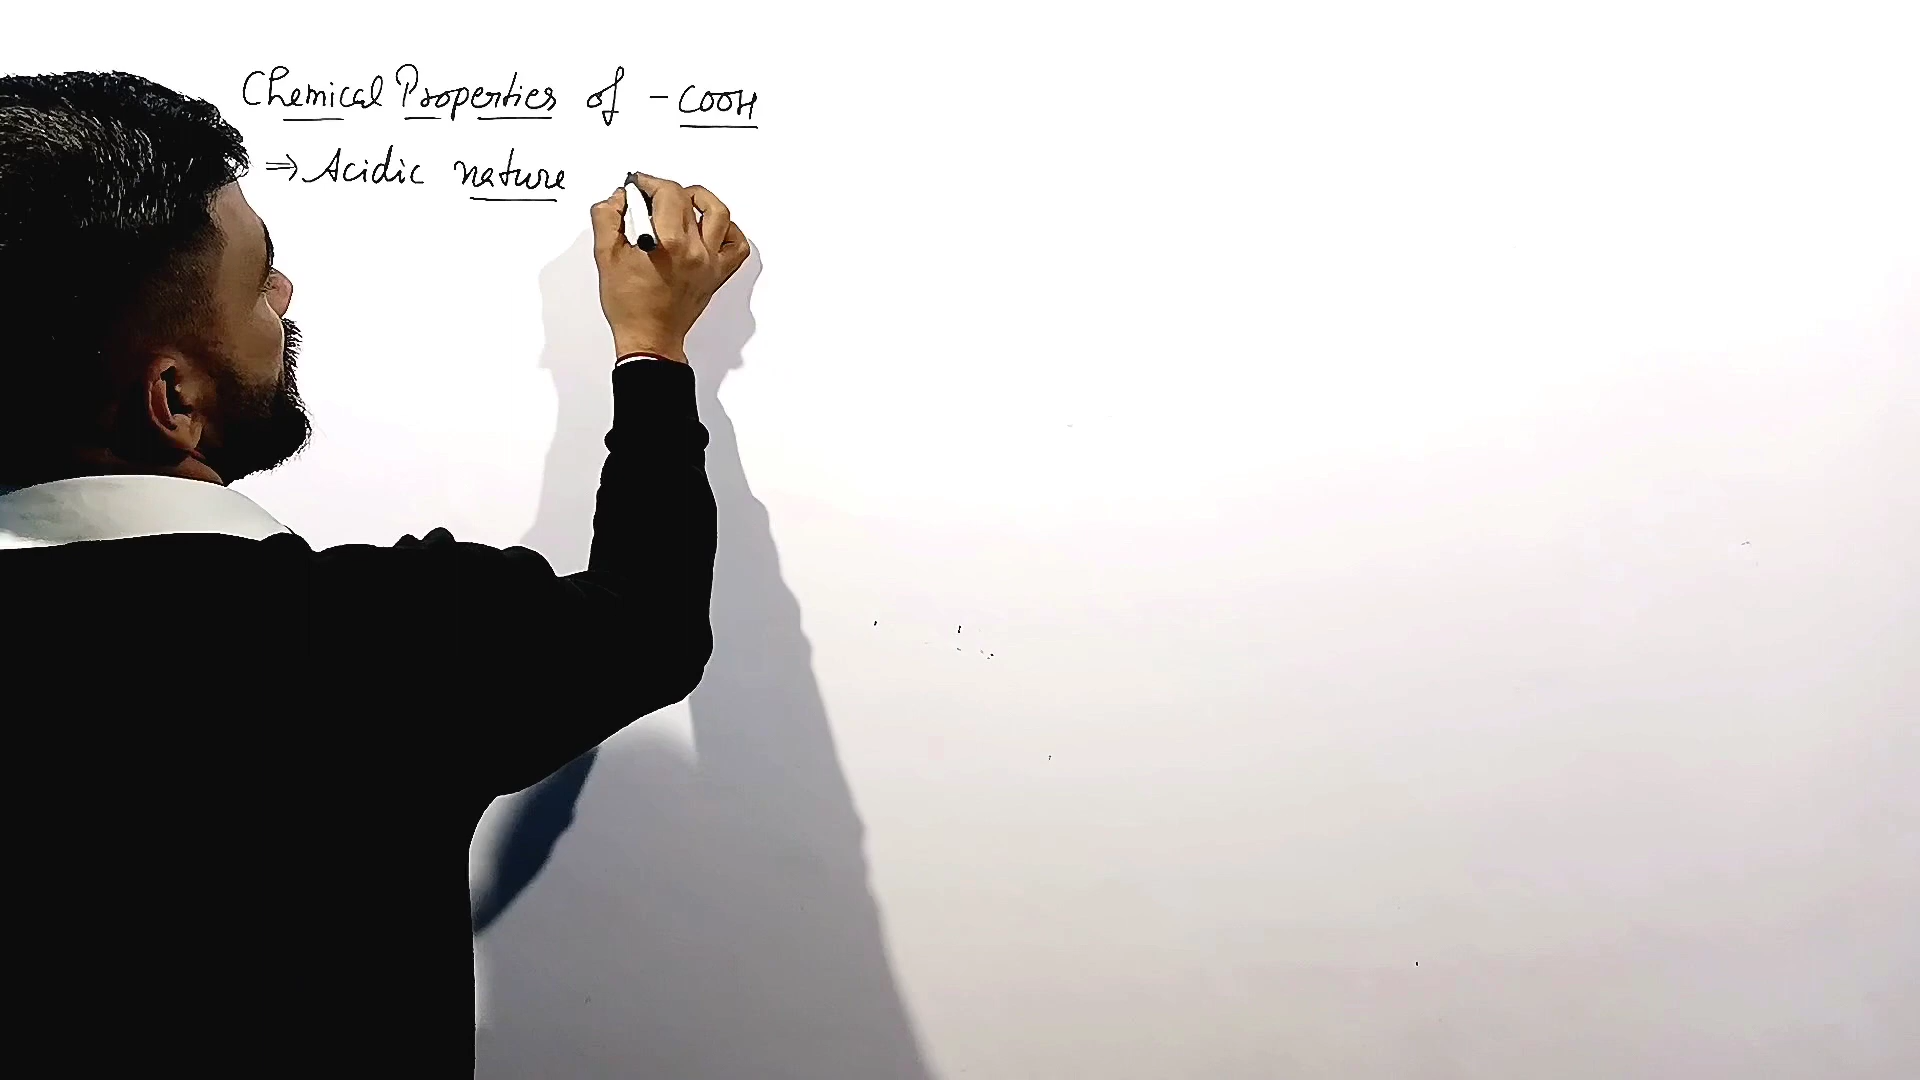 Chemical Properties of -COOH
⇒ Acidic nature